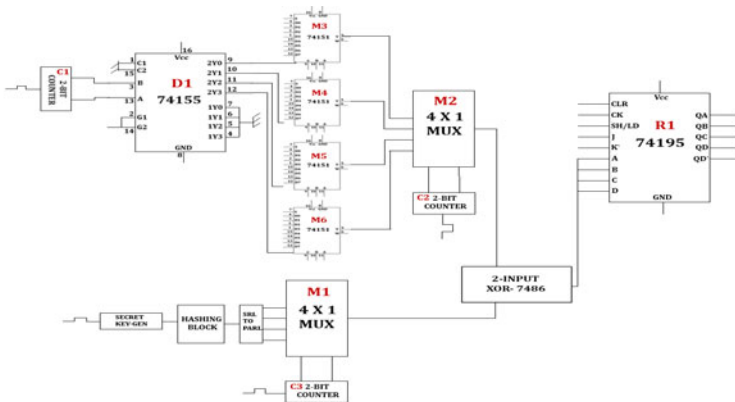 C1
2-BIT
COUNTER
16
Vcc
1
C1
C2
15
B
3
A
13
2
G1
G2
14
D1
74155
GND
8
2Y0
9
2Y1
10
2Y2
11
2Y3
12
1Y0
7
1Y1
6
1Y2
5
1Y3
4
M3
74151
M4
74151
M5
74151
M6
74151
M2
4 X 1
MUX
C2 2-BIT
COUNTER
Vcc
CLR
CK
SH/LD
J
K'
A
B
C
D
R1
74195
QA
QB
QC
QD
QD'
GND
2-INPUT
XOR- 7486
SECRET
KEY-GEN
HASHING
BLOCK
SRL
TO
PARL
M1
4 X 1
MUX
C3 2-BIT
COUNTER